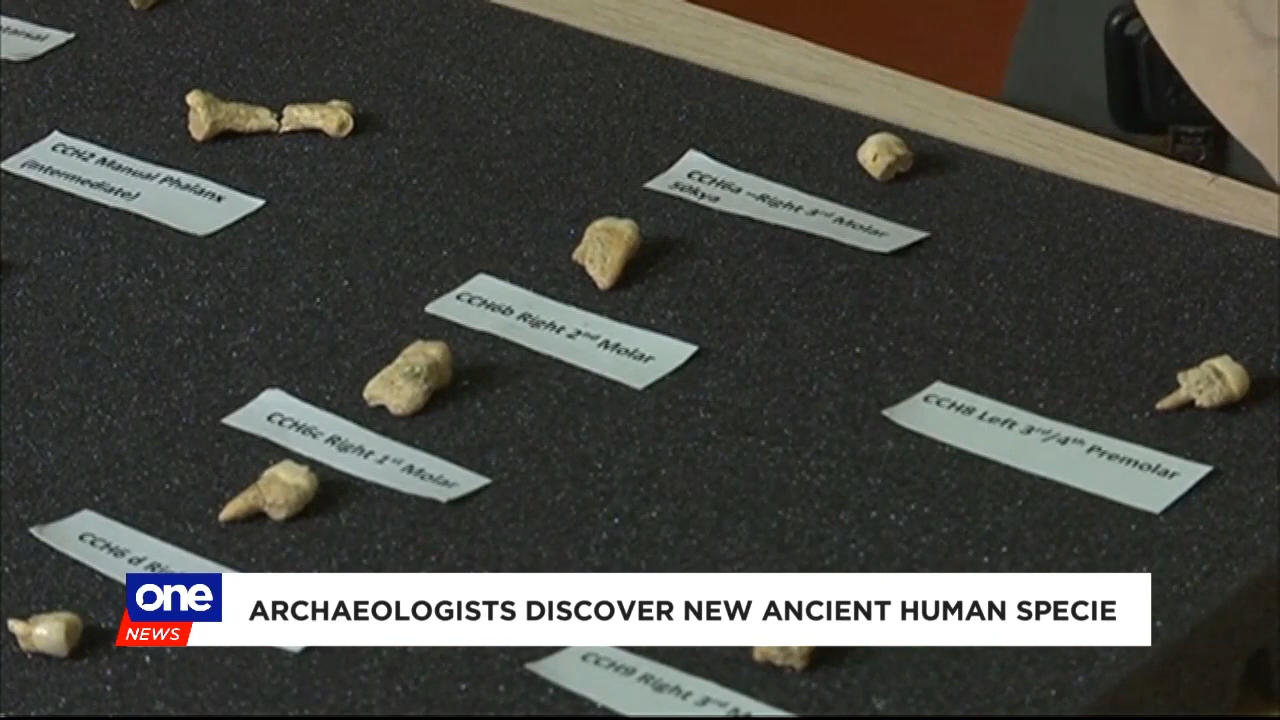 CCH2 Manual Phalanx
(Intermediate)
CCH6a –Right 3rd Molar
50kya
CCH6b Right 2nd Molar
CCH6c Right 1st Molar
CCH8 Left 3rd/4th Premolar
CCH6 d
one
NEWS
ARCHAEOLOGISTS DISCOVER NEW ANCIENT HUMAN SPECIE
CCH9 Right 3rd